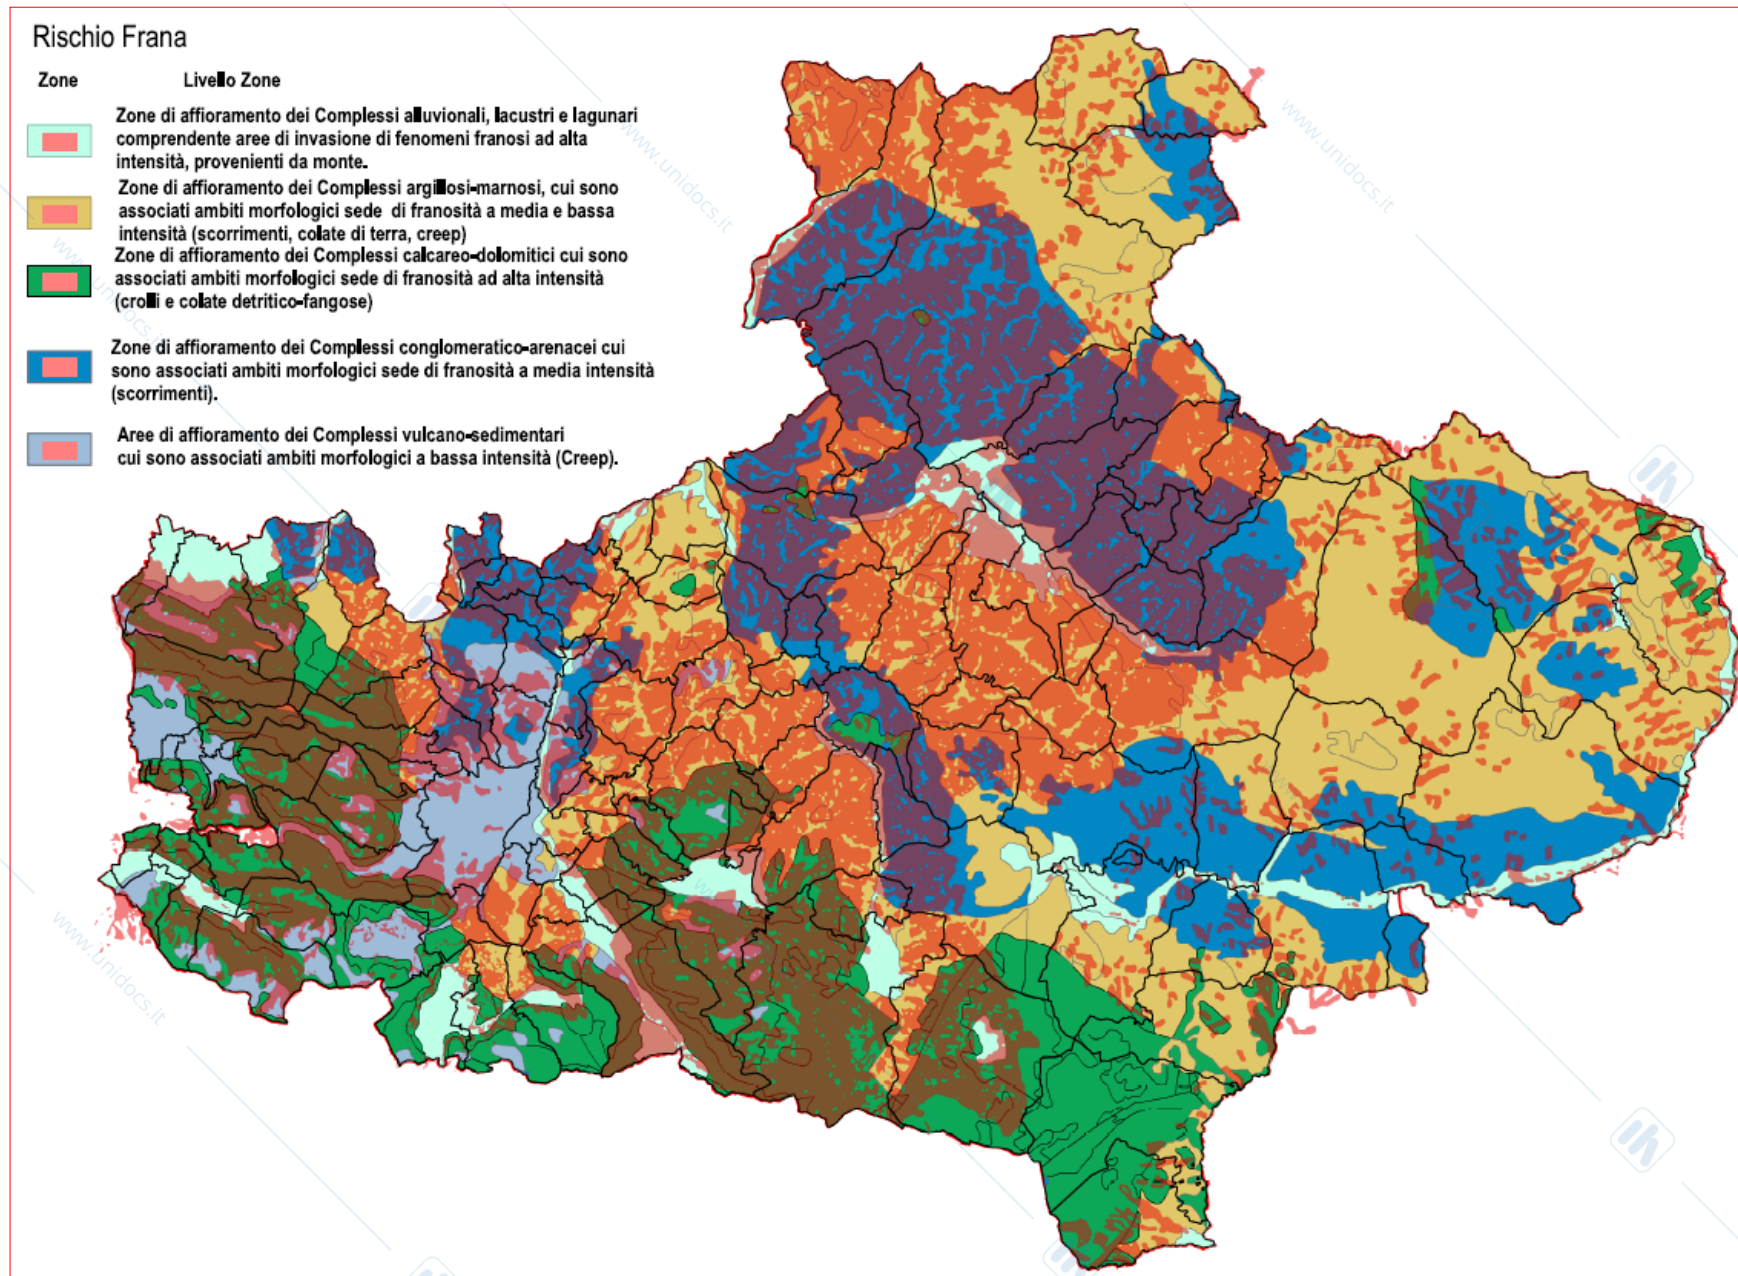 Rischio Frana
Zone Livello Zone
Zone di affioramento dei Complessi alluvionali, lacustri e lagunari
comprendente aree di invasione di fenomeni franosi ad alta
intensità, provenienti da monte.
Zone di affioramento dei Complessi argillosi-marnosi, cui sono
associati ambiti morfologici sede di franosità a media e bassa
intensità (scorrimenti, colate di terra, creep)
Zone di affioramento dei Complessi calcareo-dolomitici cui sono
associati ambiti morfologici sede di franosità ad alta intensità
(crolli e colate detritico-fangose)
Zone di affioramento dei Complessi conglomeratico-arenacei cui
sono associati ambiti morfologici sede di franosità a media intensità
(scorrimenti).
Aree di affioramento dei Complessi vulcano-sedimentari
cui sono associati ambiti morfologici a bassa intensità (Creep).
www.unidocs.it
www.unidocs.it
www.unidocs.it
www.unidocs.it